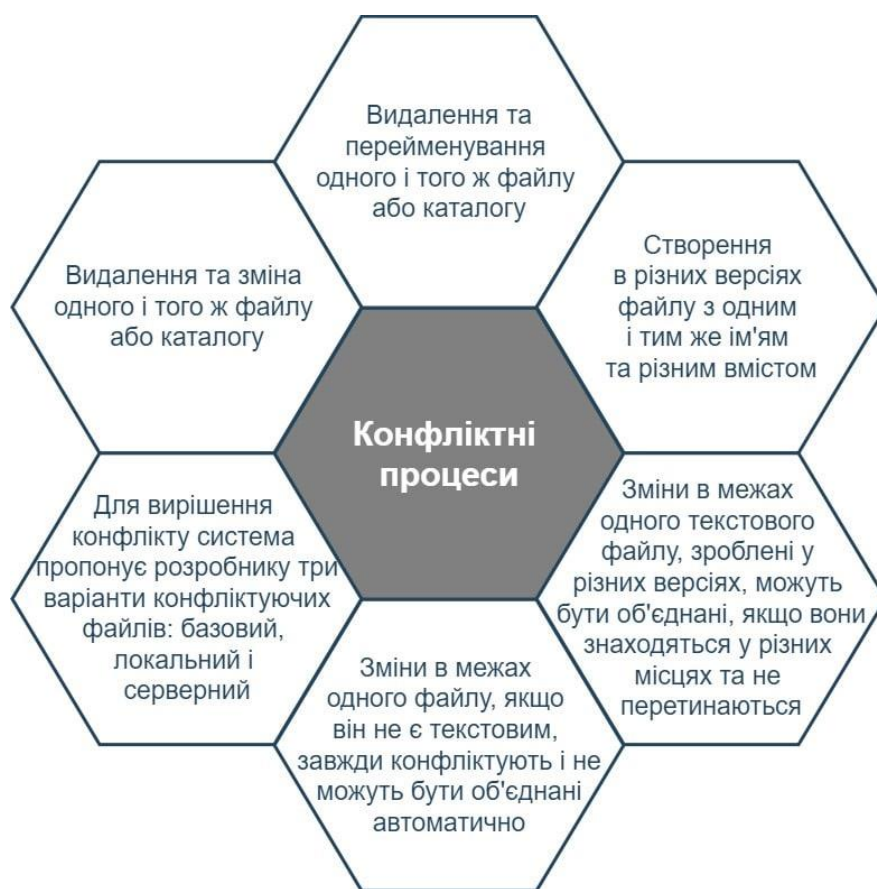 Видалення та
перейменування
одного і того ж файлу
або каталогу
Створення
в різних версіях
файлу з одним
і тим же ім'ям
та різним вмістом
Видалення та зміна
одного і того ж файлу
або каталогу
Конфліктні
процеси
Зміни в межах
одного текстового
файлу, зроблені у
різних версіях, можуть
бути об'єднані, якщо вони
знаходяться у різних
місцях та не
перетинаються
Для вирішення
конфлікту система
пропонує розробнику три
варіанти конфліктуючих
файлів: базовий,
локальний і
серверний
Зміни в межах
одного файлу, якщо
він не є текстовим,
завжди конфліктують і не
можуть бути об'єднані
автоматично